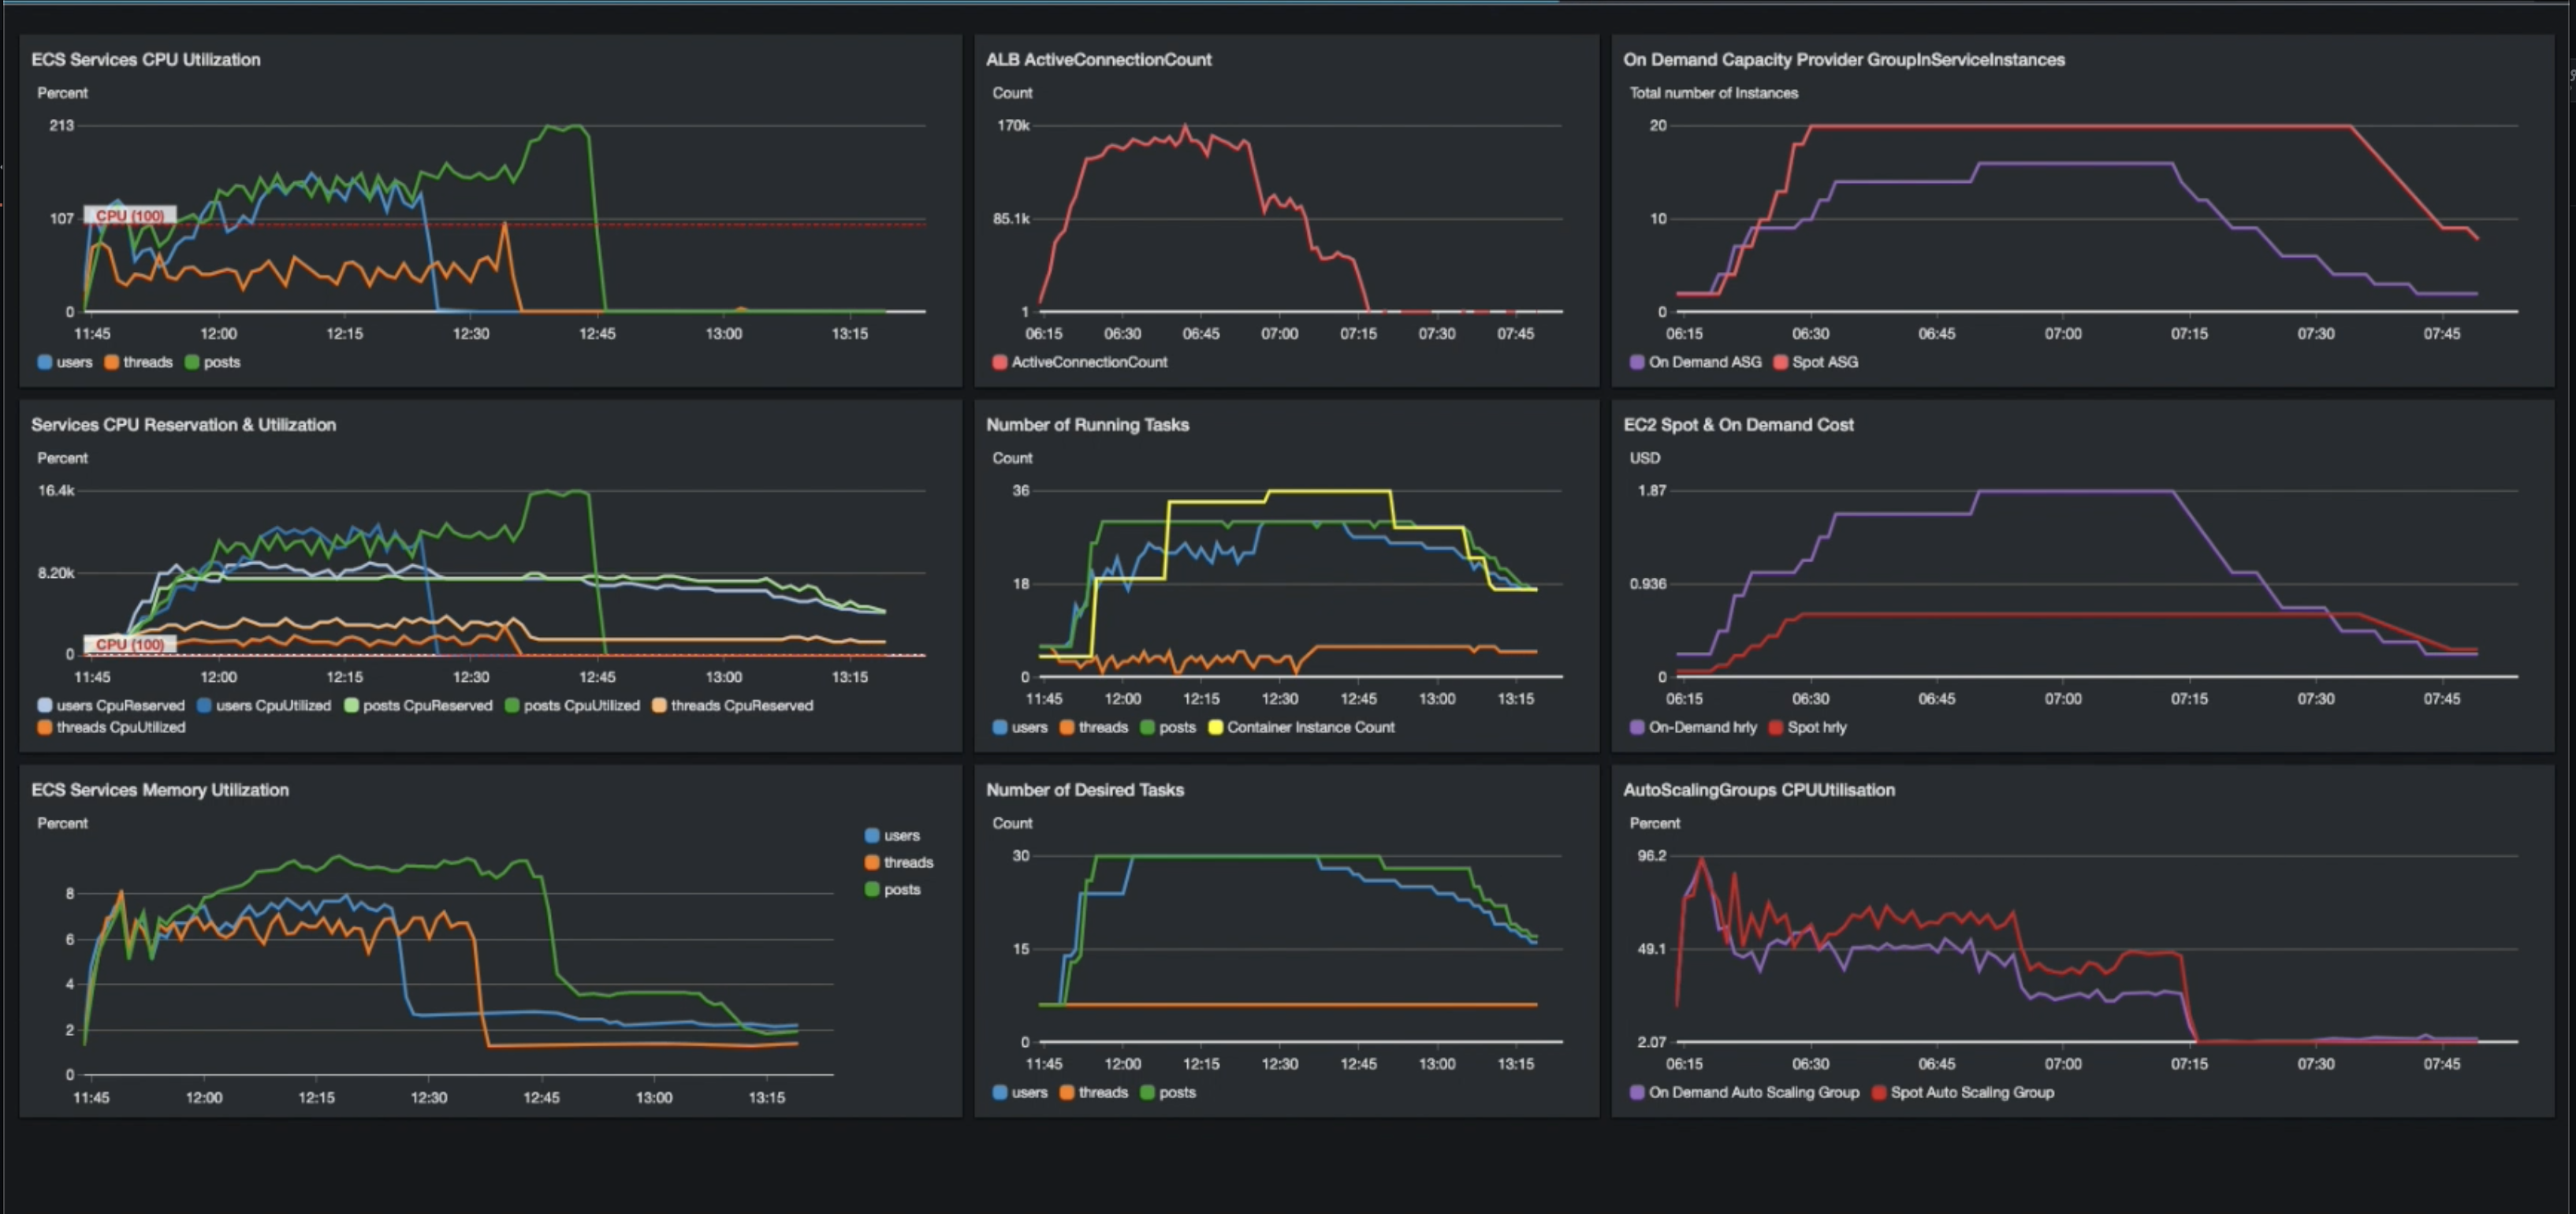 ECS Services CPU Utilization
Percent
213
107
0
CPU (100)
11:45 12:00 12:15 12:30 12:45 13:00 13:15
users threads posts
ALB ActiveConnectionCount
Count
170k
85.1k
1
06:15 06:30 06:45 07:00 07:15 07:30 07:45
ActiveConnectionCount
On Demand Capacity Provider GroupInServiceInstances
Total number of Instances
20
10
0
06:15 06:30 06:45 07:00 07:15 07:30 07:45
On Demand ASG Spot ASG
Services CPU Reservation & Utilization
Percent
16.4k
8.20k
0
CPU (100)
11:45 12:00 12:15 12:30 12:45 13:00 13:15
users CpuReserved users CpuUtilized posts CpuReserved posts CpuUtilized threads CpuReserved
threads CpuUtilized
Number of Running Tasks
Count
36
18
0
11:45 12:00 12:15 12:30 12:45 13:00 13:15
users threads posts Container Instance Count
EC2 Spot & On Demand Cost
USD
1.87
0.936
0
06:15 06:30 06:45 07:00 07:15 07:30 07:45
On-Demand hrly Spot hrly
ECS Services Memory Utilization
Percent
8
6
4
2
0
11:45 12:00 12:15 12:30 12:45 13:00 13:15
users
threads
posts
Number of Desired Tasks
Count
30
15
0
11:45 12:00 12:15 12:30 12:45 13:00 13:15
users threads posts
AutoScalingGroups CPUUtilisation
Percent
96.2
49.1
2.07
06:15 06:30 06:45 07:00 07:15 07:30 07:45
On Demand Auto Scaling Group Spot Auto Scaling Group